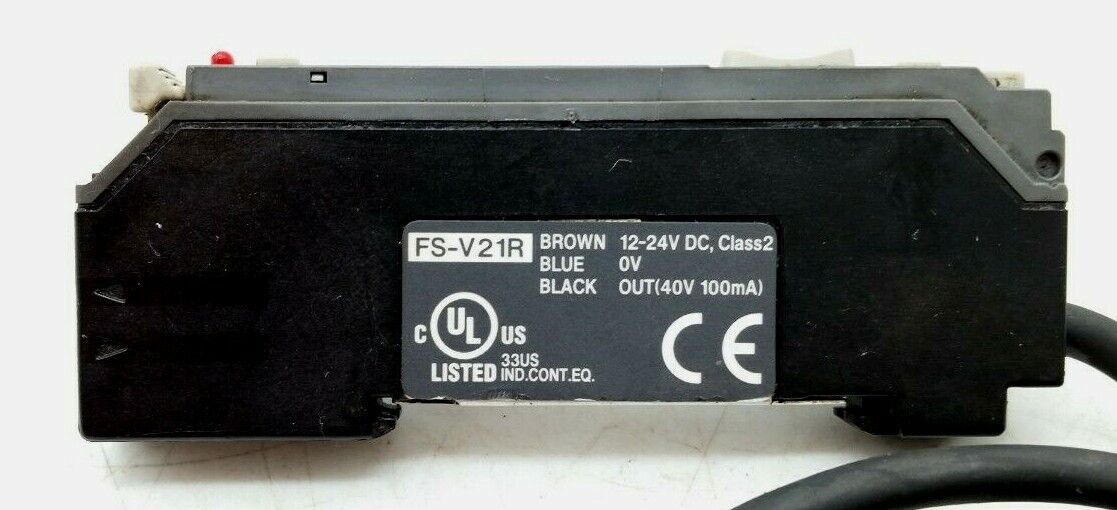 FS-V21R
BROWN 12-24V DC, Class2
BLUE 0V
BLACK OUT(40V 100mA)
C UL US
LISTED 33US IND.CONT.EQ.
CE